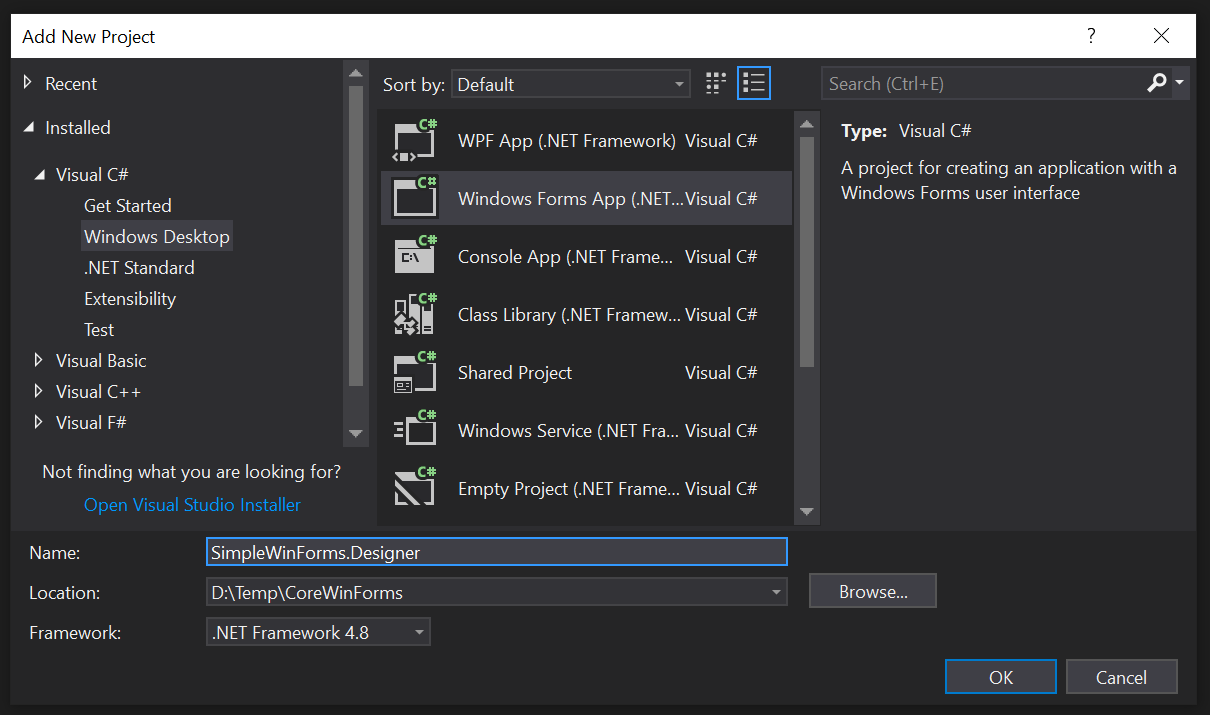 Add New Project
?
Recent
Installed
Visual C#
Get Started
Windows Desktop
.NET Standard
Extensibility
Test
Visual Basic
Visual C++
Visual F#
Not finding what you are looking for?
Open Visual Studio Installer
Sort by: Default
C# WPF App (.NET Framework) Visual C#
C# Windows Forms App (.NET... Visual C#
C# Console App (.NET Frame... Visual C#
C# Class Library (.NET Framew... Visual C#
C# Shared Project Visual C#
C# Windows Service (.NET Fra... Visual C#
C# Empty Project (.NET Frame... Visual C#
Search (Ctrl+E)
Type: Visual C#
A project for creating an application with a
Windows Forms user interface
Name: SimpleWinForms.Designer
Location: D:\Temp\CoreWinForms Browse...
Framework: .NET Framework 4.8
OK Cancel